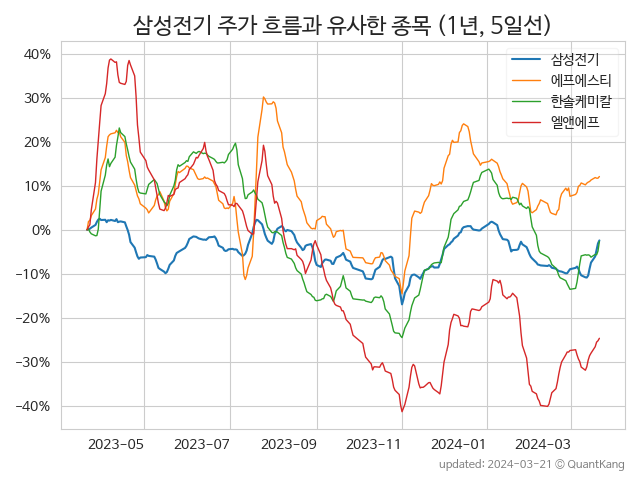 삼성전기 주가 흐름과 유사한 종목 (1년, 5일선)
삼성전기
에프에스티
한솔케미칼
엘앤에프
40%
30%
20%
10%
0%
−10%
−20%
−30%
−40%
2023-05 2023-07 2023-09 2023-11 2024-01 2024-03
updated: 2024-03-21 © QuantKang